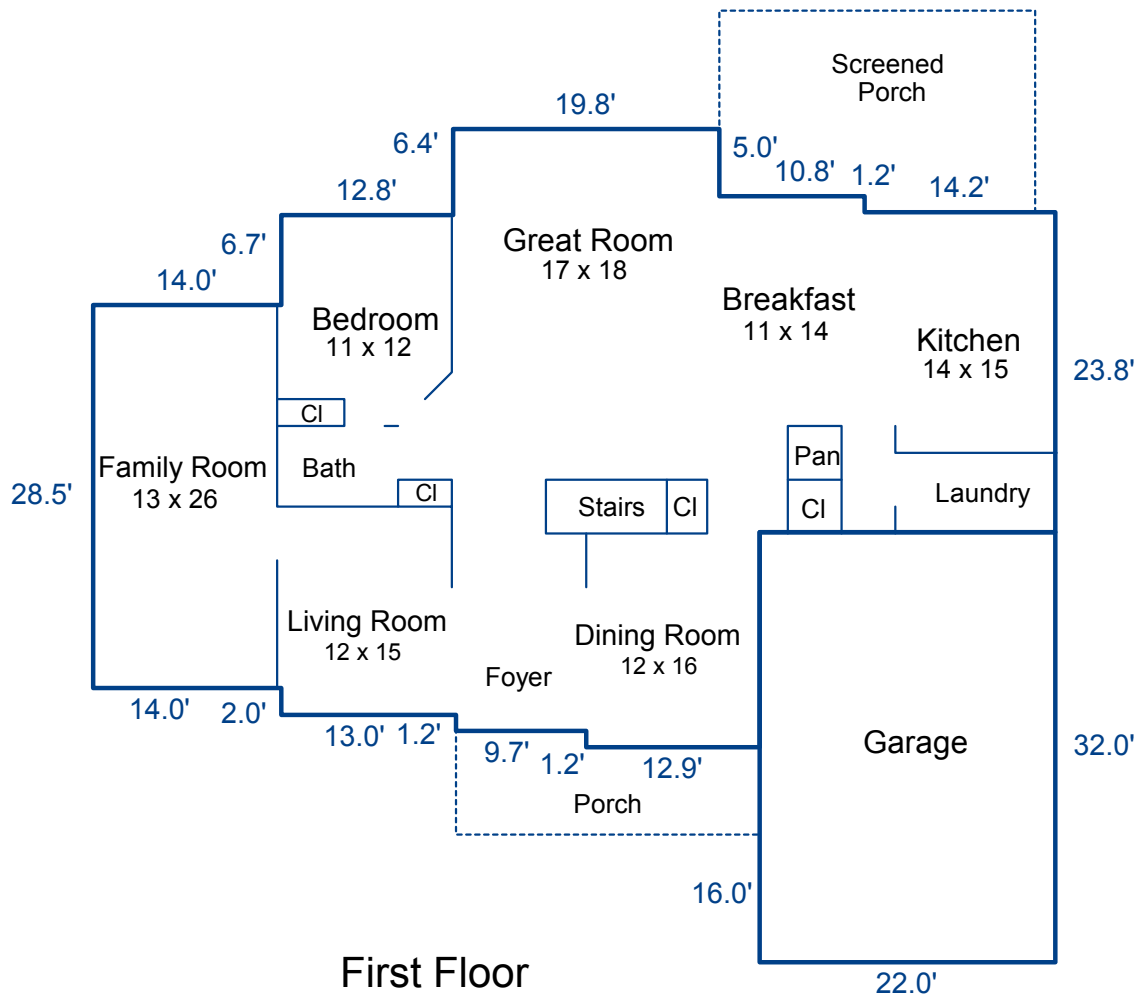 Screened
Porch
19.8'
6.4'
5.0'
10.8'
1.2'
14.2'
12.8'
6.7'
14.0'
Great Room
17 x 18
Breakfast
11 x 14
Bedroom
11 x 12
Kitchen
14 x 15
23.8'
Cl
Family Room
13 x 26
Bath
Cl
28.5'
Stairs
Cl
Pan
Cl
Laundry
Living Room
12 x 15
Dining Room
12 x 16
Foyer
14.0'
2.0'
13.0'
1.2'
9.7'
1.2'
12.9'
Porch
Garage
32.0'
16.0'
First Floor
22.0'